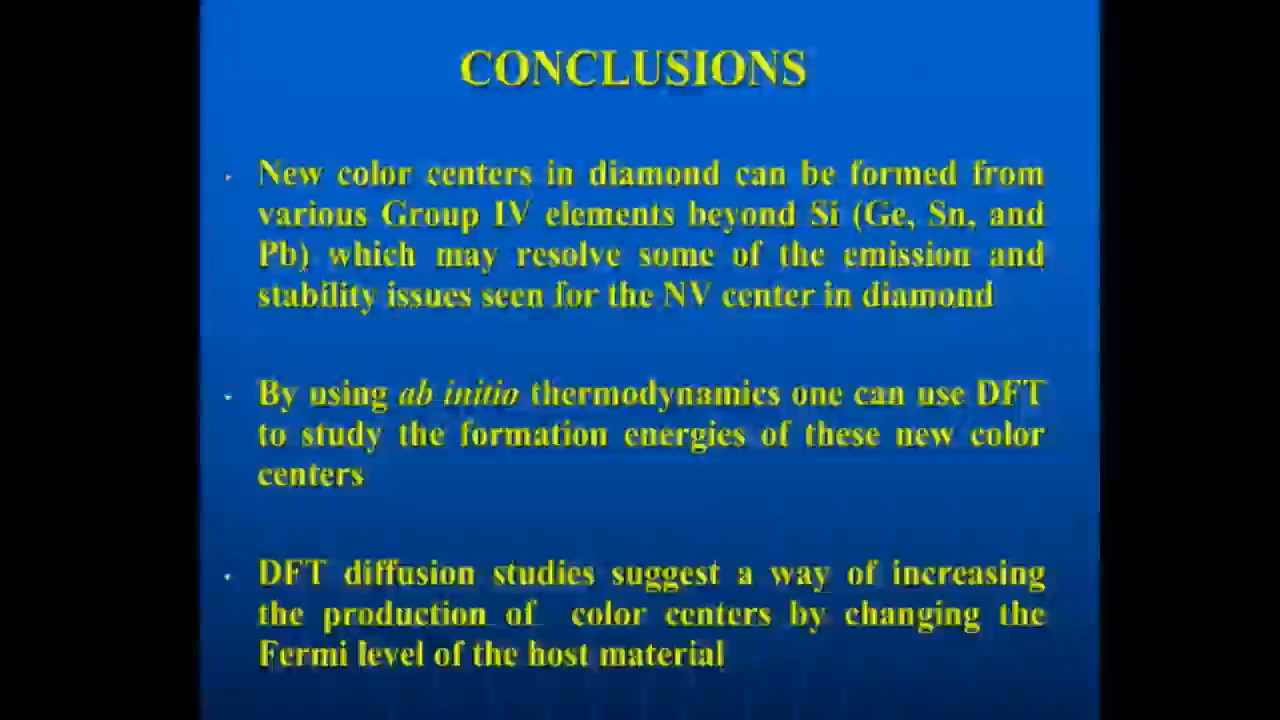 CONCLUSIONS
New color centers in diamond can be formed from
various Group IV elements beyond Si (Ge, Sn, and
Pb) which may resolve some of the emission and
stability issues seen for the NV center in diamond
By using ab initio thermodynamics one can use DFT
to study the formation energies of these new color
centers
DFT diffusion studies suggest a way of increasing
the production of color centers by changing the
Fermi level of the host material